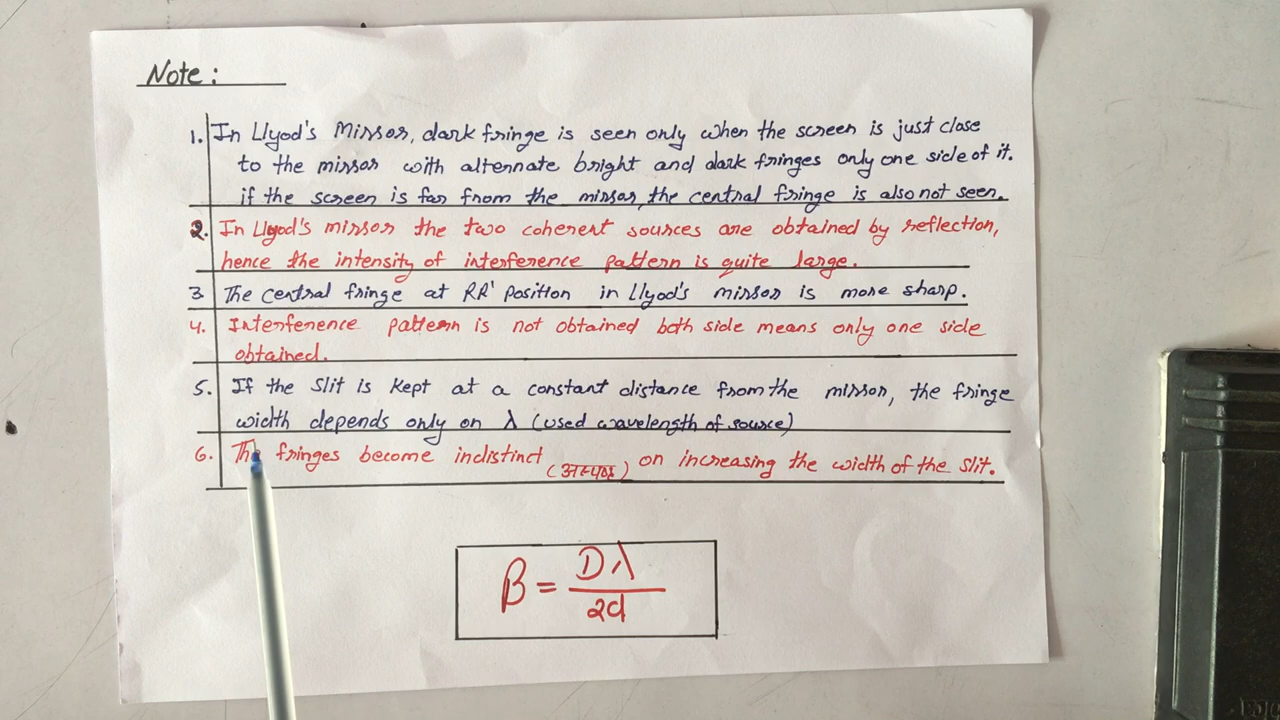 Note:
1. In Llyod's Mirror, dark fringe is seen only when the screen is just close
to the mirror with alternate bright and dark fringes only one side of it.
if the screen is far from the mirror, the central fringe is also not seen.
2. In Llyod's mirror the two coherent sources are obtained by reflection,
hence the intensity of interference pattern is quite large.
3 The central fringe at RR' position in Llyod's mirror is more sharp.
4. Interference pattern is not obtained both side means only one side
obtained.
5. If the slit is kept at a constant distance from the mirror, the fringe
width depends only on λ (used wavelength of source)
6. The fringes become indistinct (अस्पष्ट) on increasing the width of the slit.
β = Dλ / 2d